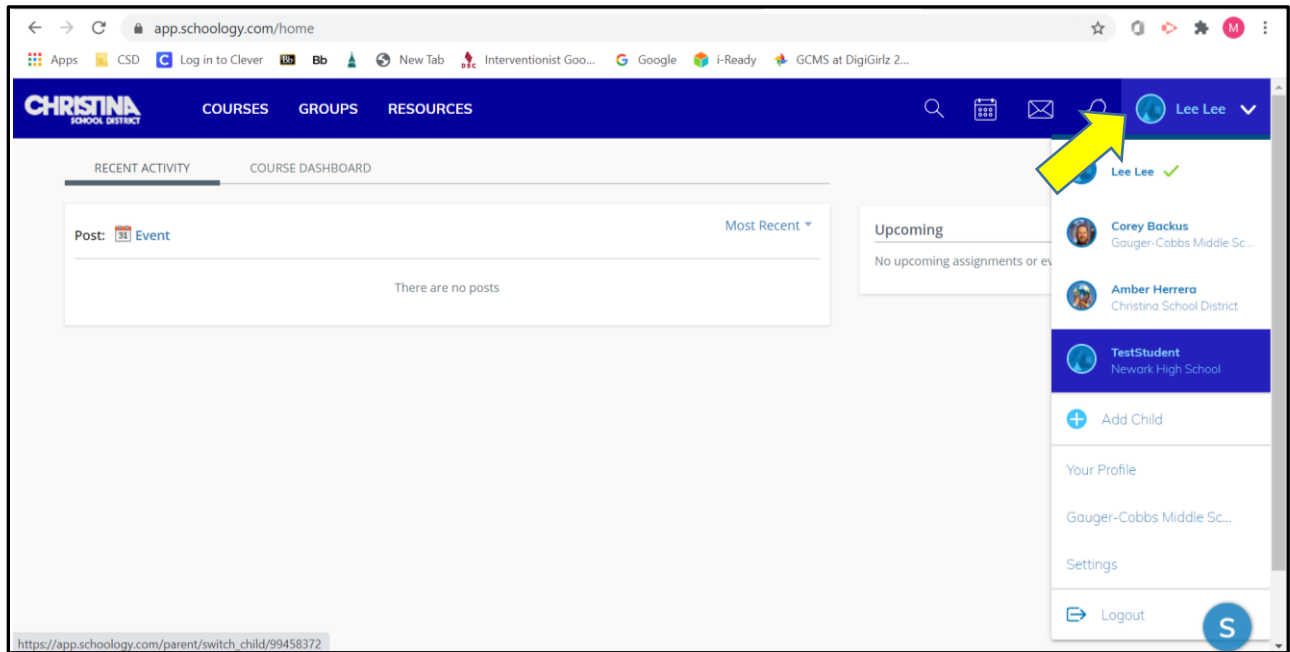 app.schoology.com/home
M
Apps CSD C Log in to Clever Bb Bb New Tab DSC Interventionist Goo... G Google i-Ready GCMS at DigiGirlz 2...
CHRISTINA
SCHOOL DISTRICT
COURSES GROUPS RESOURCES
Lee Lee
RECENT ACTIVITY COURSE DASHBOARD
Lee Lee
Post: 31 Event
Most Recent
There are no posts
Upcoming
No upcoming assignments or ev
Corey Backus
Gauger-Cobbs Middle Sc...
Amber Herrera
Christina School District
TestStudent
Newark High School
Add Child
Your Profile
Gauger-Cobbs Middle Sc...
Settings
Logout
S
https://app.schoology.com/parent/switch_child/99458372